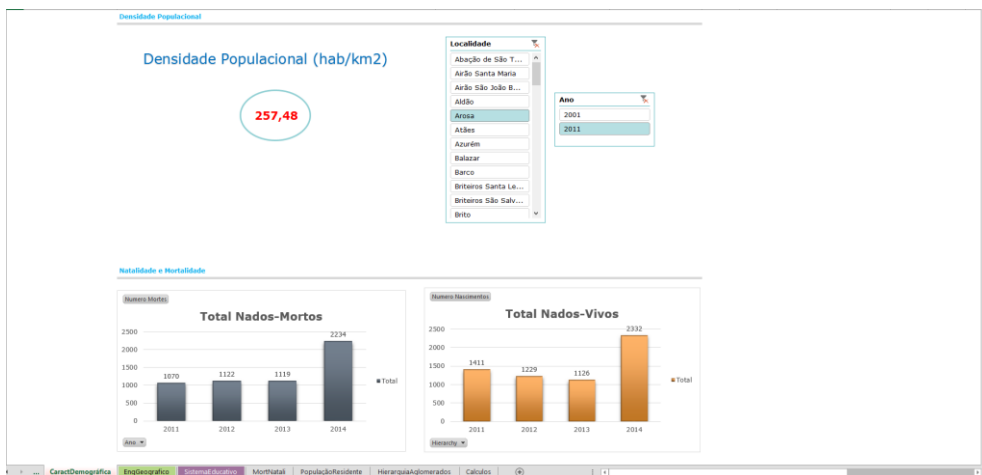 Densidade Populacional
Densidade Populacional (hab/km2)
257,48
Localidade
Abação de São T...
Airão Santa Maria
Airão São João B...
Aldão
Arosa
Atães
Azurém
Balazar
Barco
Briteiros Santa Le...
Briteiros São Salv...
Brito
Ano
2001
2011
Natalidade e Mortalidade
Numero Mortes
Total Nados-Mortos
2500
2000
1500
1000
500
0
1070
1122
1119
2234
2011
2012
2013
2014
Total
Ano
Numero Nascimentos
Total Nados-Vivos
2500
2000
1500
1000
500
0
1411
1229
1126
2332
2011
2012
2013
2014
Total
Hierarchy
... CaractDemográfica EnqGeografico SistemaEducativo MortNatali PopulaçãoResidente HierarquiaAglomerados Calculos